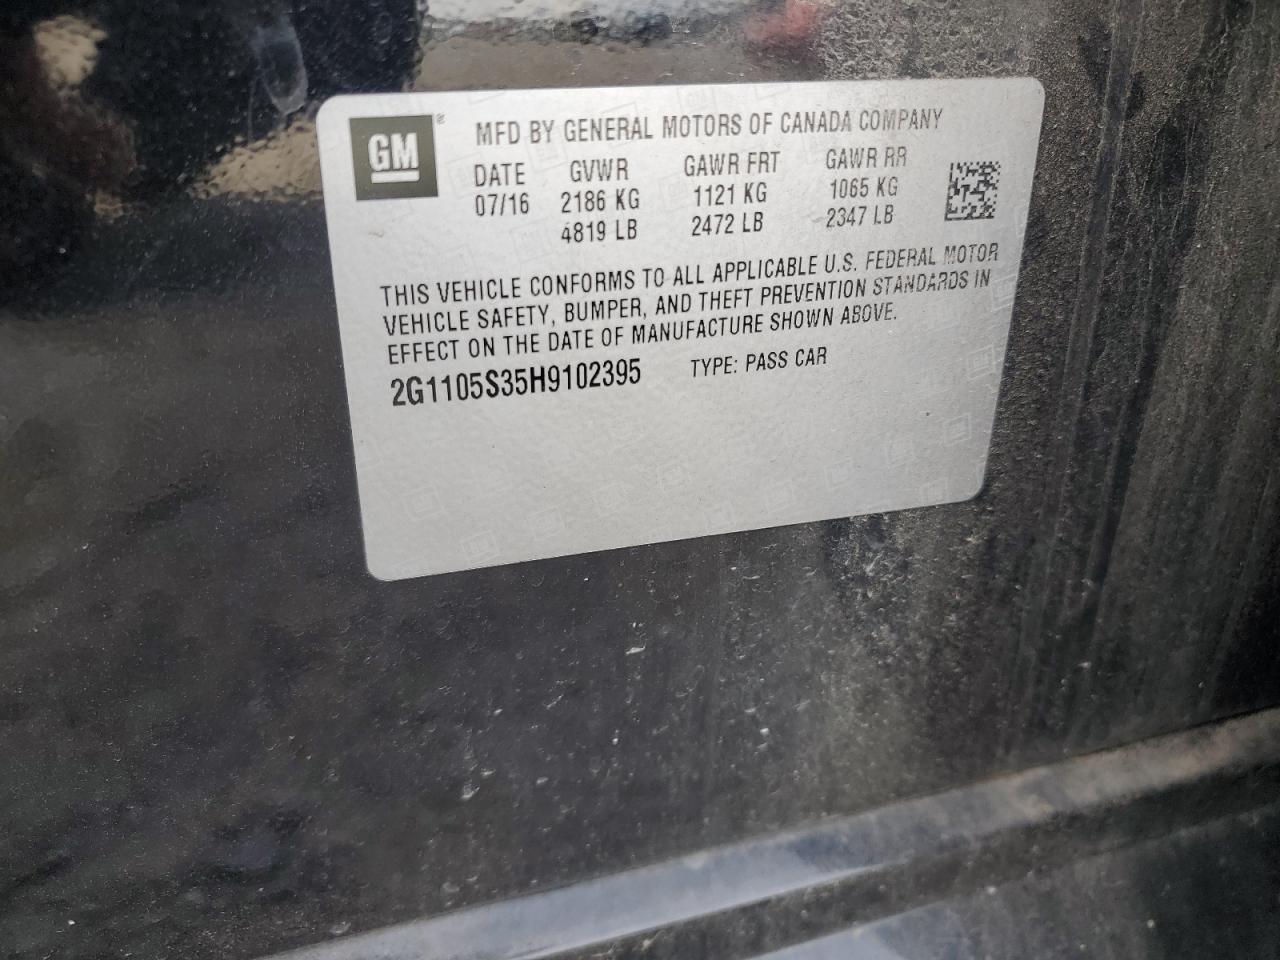 GM®
MFD BY GENERAL MOTORS OF CANADA COMPANY
DATE GVWR GAWR FRT GAWR RR
07/16 2186 KG 1121 KG 1065 KG
4819 LB 2472 LB 2347 LB
THIS VEHICLE CONFORMS TO ALL APPLICABLE U.S. FEDERAL MOTOR
VEHICLE SAFETY, BUMPER, AND THEFT PREVENTION STANDARDS IN
EFFECT ON THE DATE OF MANUFACTURE SHOWN ABOVE.
2G1105S35H9102395 TYPE: PASS CAR